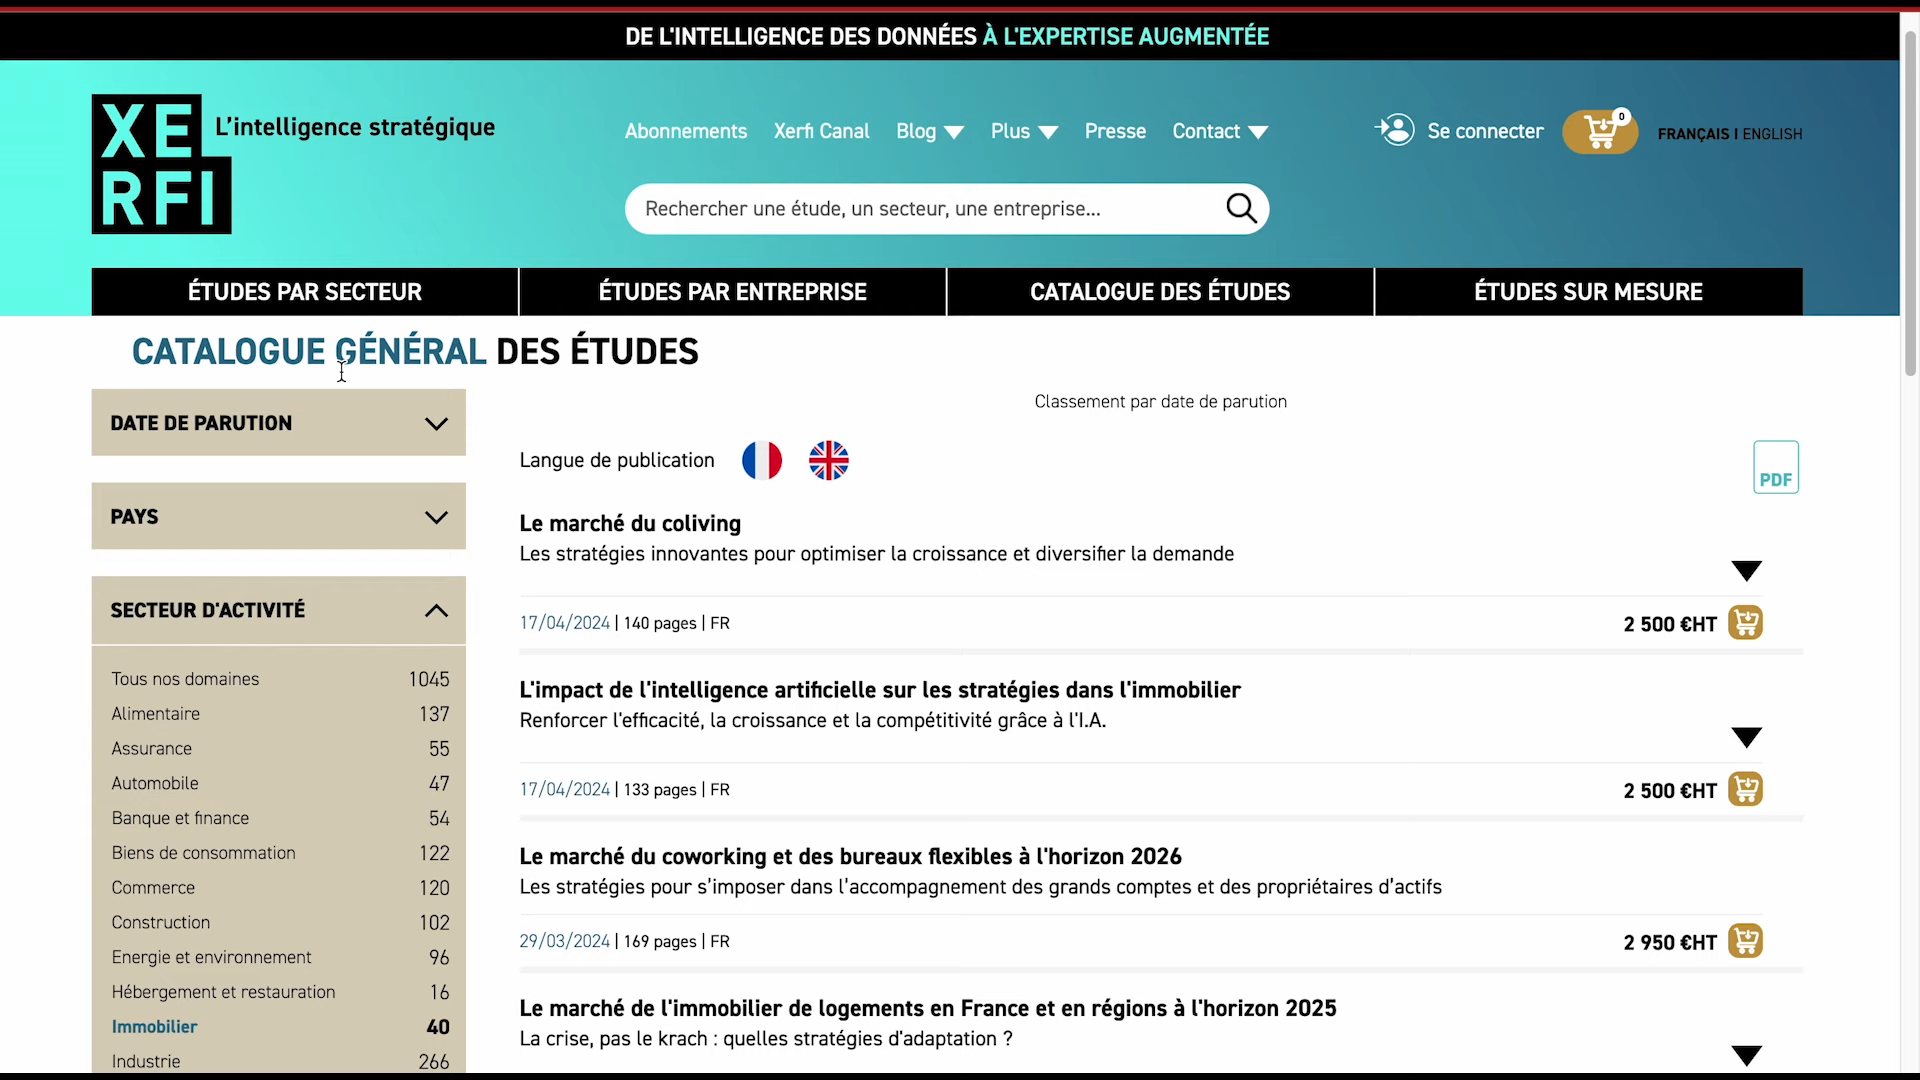 DE L'INTELLIGENCE DES DONNÉES À L'EXPERTISE AUGMENTÉE
XE
RFI
L'intelligence stratégique
Abonnements Xerfi Canal Blog Plus Presse Contact
Se connecter
0
FRANÇAIS I ENGLISH
Rechercher une étude, un secteur, une entreprise...
ÉTUDES PAR SECTEUR
ÉTUDES PAR ENTREPRISE
CATALOGUE DES ÉTUDES
ÉTUDES SUR MESURE
CATALOGUE GÉNÉRAL DES ÉTUDES
DATE DE PARUTION
PAYS
SECTEUR D'ACTIVITÉ
Tous nos domaines 1045
Alimentaire 137
Assurance 55
Automobile 47
Banque et finance 54
Biens de consommation 122
Commerce 120
Construction 102
Energie et environnement 96
Hébergement et restauration 16
Immobilier 40
Industrie 266
Classement par date de parution
Langue de publication
PDF
Le marché du coliving
Les stratégies innovantes pour optimiser la croissance et diversifier la demande
17/04/2024 | 140 pages | FR
2 500 €HT
L'impact de l'intelligence artificielle sur les stratégies dans l'immobilier
Renforcer l'efficacité, la croissance et la compétitivité grâce à l'I.A.
17/04/2024 | 133 pages | FR
2 500 €HT
Le marché du coworking et des bureaux flexibles à l'horizon 2026
Les stratégies pour s'imposer dans l'accompagnement des grands comptes et des propriétaires d'actifs
29/03/2024 | 169 pages | FR
2 950 €HT
Le marché de l'immobilier de logements en France et en régions à l'horizon 2025
La crise, pas le krach : quelles stratégies d'adaptation ?